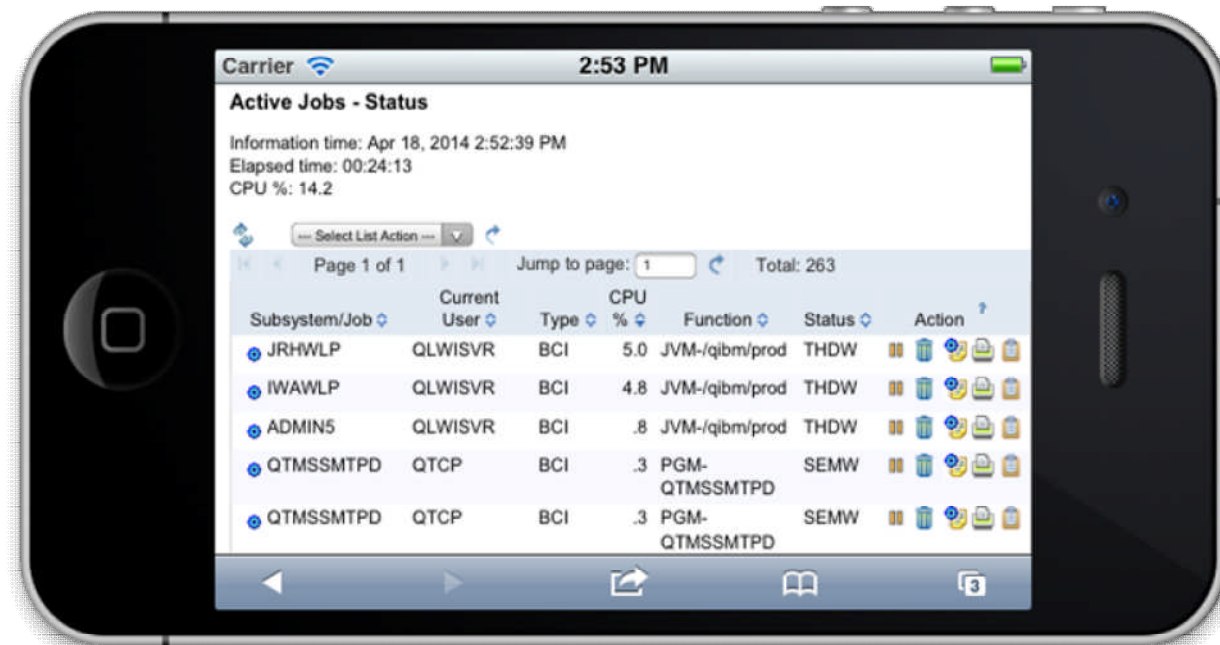 Carrier 2:53 PM
Active Jobs - Status
Information time: Apr 18, 2014 2:52:39 PM
Elapsed time: 00:24:13
CPU %: 14.2
--- Select List Action ---
Page 1 of 1 Jump to page: 1 Total: 263
Subsystem/Job Current User Type CPU % Function Status Action ?
JRHWLP QLWISVR BCI 5.0 JVM-/qibm/prod THDW
IWAWLP QLWISVR BCI 4.8 JVM-/qibm/prod THDW
ADMIN5 QLWISVR BCI .8 JVM-/qibm/prod THDW
QTMSSMTPD QTCP BCI .3 PGM- SEMW
QTMSSMTPD
QTMSSMTPD QTCP BCI .3 PGM- SEMW
QTMSSMTPD
3